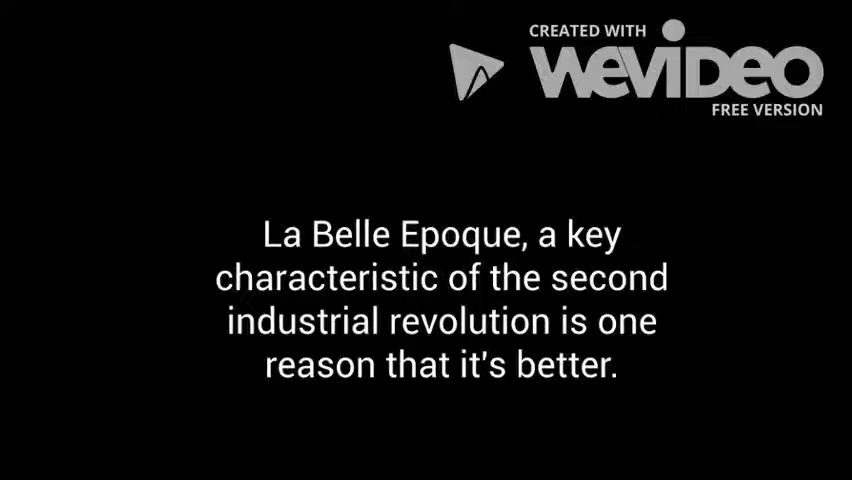 CREATED WITH
WEVIDEO
FREE VERSION
La Belle Epoque, a key
characteristic of the second
industrial revolution is one
reason that it's better.